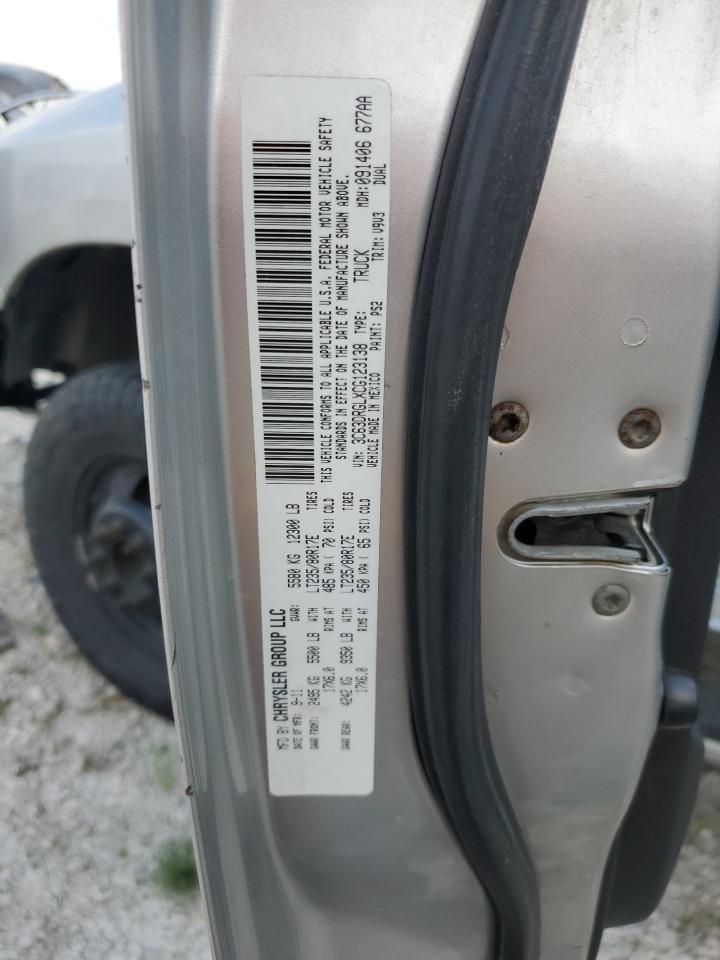 MFD BY CHRYSLER GROUP LLC
DATE OF MFR: 9-11 GVWR: 5580 KG 12300 LB
GAWR FRONT: 2495 KG 5500 LB WITH LT235/80R17E TIRES
17X6.0 RIMS AT 485 KPA ( 70 PSI) COLD
GAWR REAR: 4242 KG 9350 LB WITH LT235/80R17E TIRES
17X6.0 RIMS AT 450 KPA ( 65 PSI) COLD
THIS VEHICLE CONFORMS TO ALL APPLICABLE U.S.A. FEDERAL MOTOR VEHICLE SAFETY
STANDARDS IN EFFECT ON THE DATE OF MANUFACTURE SHOWN ABOVE.
VIN: 3C63DRGLXCG123138 TYPE: TRUCK MDH:091406 677AA
VEHICLE MADE IN MEXICO PAINT: PS2 TRIM: V9V3 DUAL